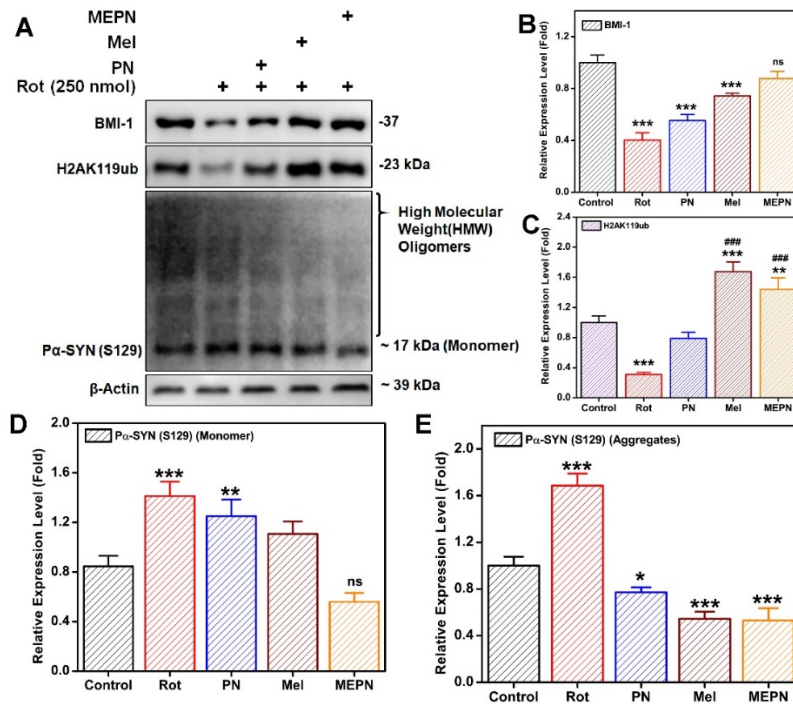 A
MEPN +
Mel +
PN +
Rot (250 nmol) + + + +
BMI-1 -37
H2AK119ub -23 kDa
High Molecular
Weight(HMW)
Oligomers
Pα-SYN (S129) ~ 17 kDa (Monomer)
β-Actin ~ 39 kDa
B
BMI-1
Relative Expression Level (Fold)
1.2
0.8
0.4
0.0
*** *** *** ns
Control Rot PN Mel MEPN
C
H2AK119ub
Relative Expression Level (Fold)
2.4
2.0
1.6
1.2
0.8
0.4
0.0
### ###
*** *** **
Control Rot PN Mel MEPN
D
Pα-SYN (S129) (Monomer)
Relative Expression Level (Fold)
2.0
1.6
1.2
0.8
0.4
0.0
*** ** ns
Control Rot PN Mel MEPN
E
Pα-SYN (S129) (Aggregates)
Relative Expression Level (Fold)
2.0
1.6
1.2
0.8
0.4
0.0
*** * *** ***
Control Rot PN Mel MEPN